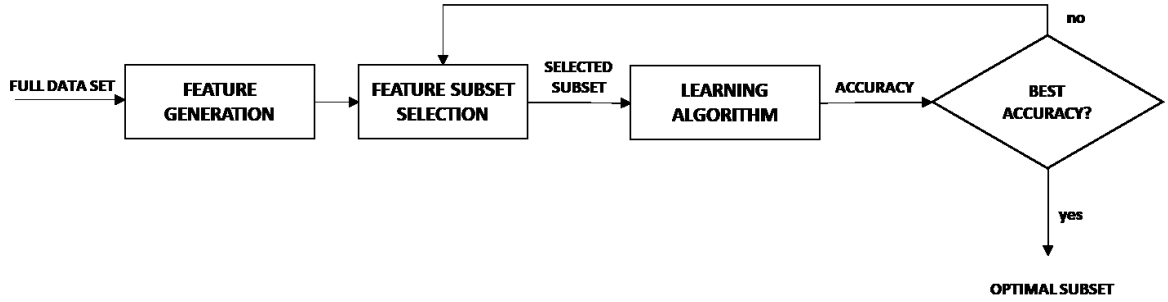 no
FULL DATA SET
FEATURE
GENERATION
FEATURE SUBSET
SELECTION
SELECTED
SUBSET
LEARNING
ALGORITHM
ACCURACY
BEST
ACCURACY?
yes
OPTIMAL SUBSET